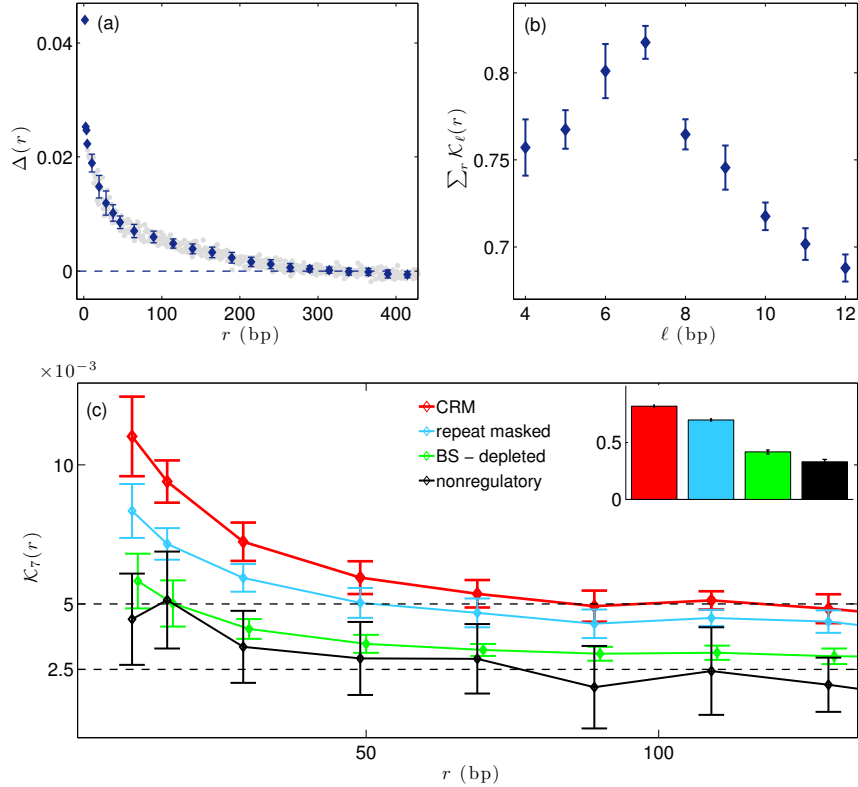 (a)
0.04
0.02
0
Δ(r)
0 100 200 300 400
r (bp)
(b)
0.8
0.75
0.7
∑r 𝒦ℓ(r)
4 6 8 10 12
ℓ (bp)
×10⁻³
(c)
10
5
2.5
𝒦₇(r)
CRM
repeat masked
BS − depleted
nonregulatory
0.5
0
50 100
r (bp)